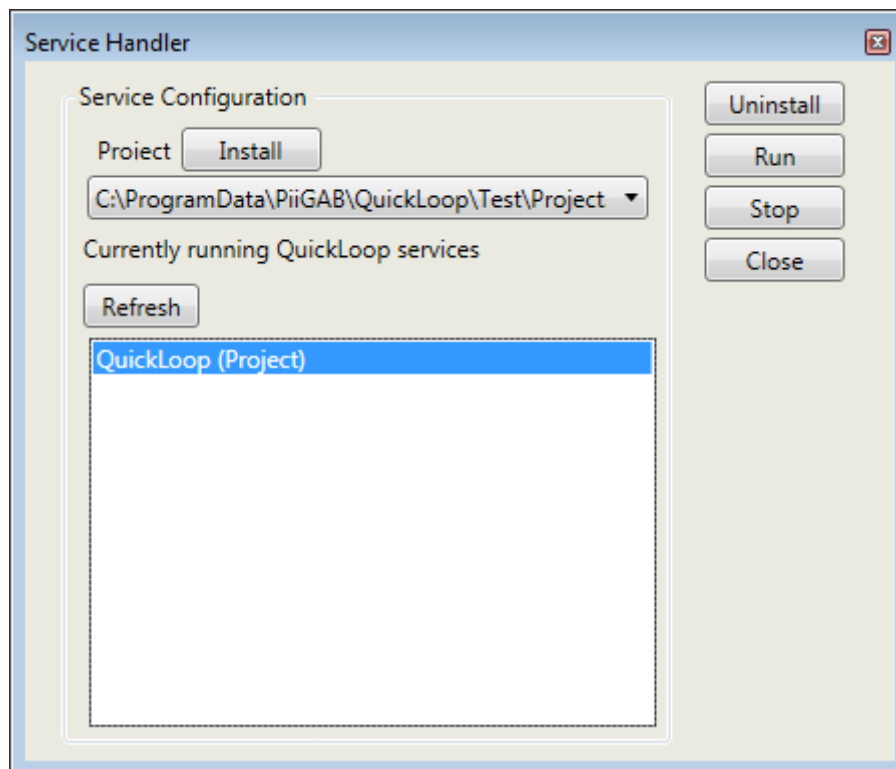 Service Handler
Service Configuration
Project Install
C:\ProgramData\PiiGAB\QuickLoop\Test\Project
Currently running QuickLoop services
Refresh
QuickLoop (Project)
Uninstall
Run
Stop
Close